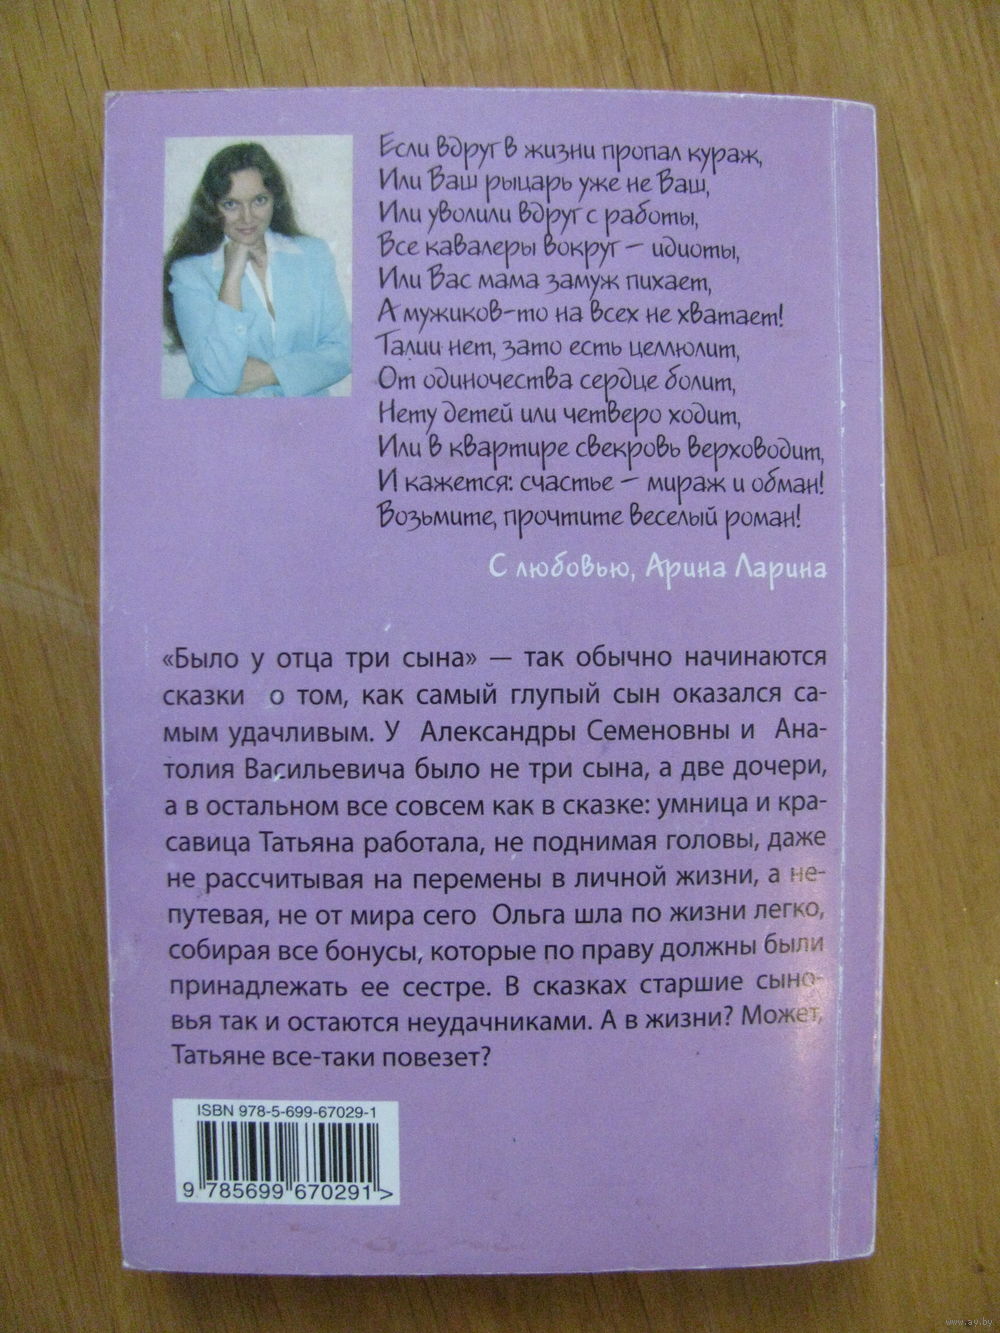 Если вдруг в жизни пропал кураж,
Или Ваш рыцарь уже не Ваш,
Или уволили вдруг с работы,
Все кавалеры вокруг – идиоты,
Или Вас мама замуж пихает,
А мужиков-то на всех не хватает!
Талии нет, зато есть целлюлит,
От одиночества сердце болит,
Нету детей или четверо ходит,
Или в квартире свекровь верховодит,
И кажется: счастье – мираж и обман!
Возьмите, прочтите веселый роман!
С любовью, Арина Ларина
«Было у отца три сына» — так обычно начинаются
сказки о том, как самый глупый сын оказался са-
мым удачливым. У Александры Семеновны и Ана-
толия Васильевича было не три сына, а две дочери,
а в остальном все совсем как в сказке: умница и кра-
савица Татьяна работала, не поднимая головы, даже
не рассчитывая на перемены в личной жизни, а не-
путевая, не от мира сего Ольга шла по жизни легко,
собирая все бонусы, которые по праву должны были
принадлежать ее сестре. В сказках старшие сыно-
вья так и остаются неудачниками. А в жизни? Может,
Татьяне все-таки повезет?
ISBN 978-5-699-67029-1
9 785699 670291 >
www.ay.by